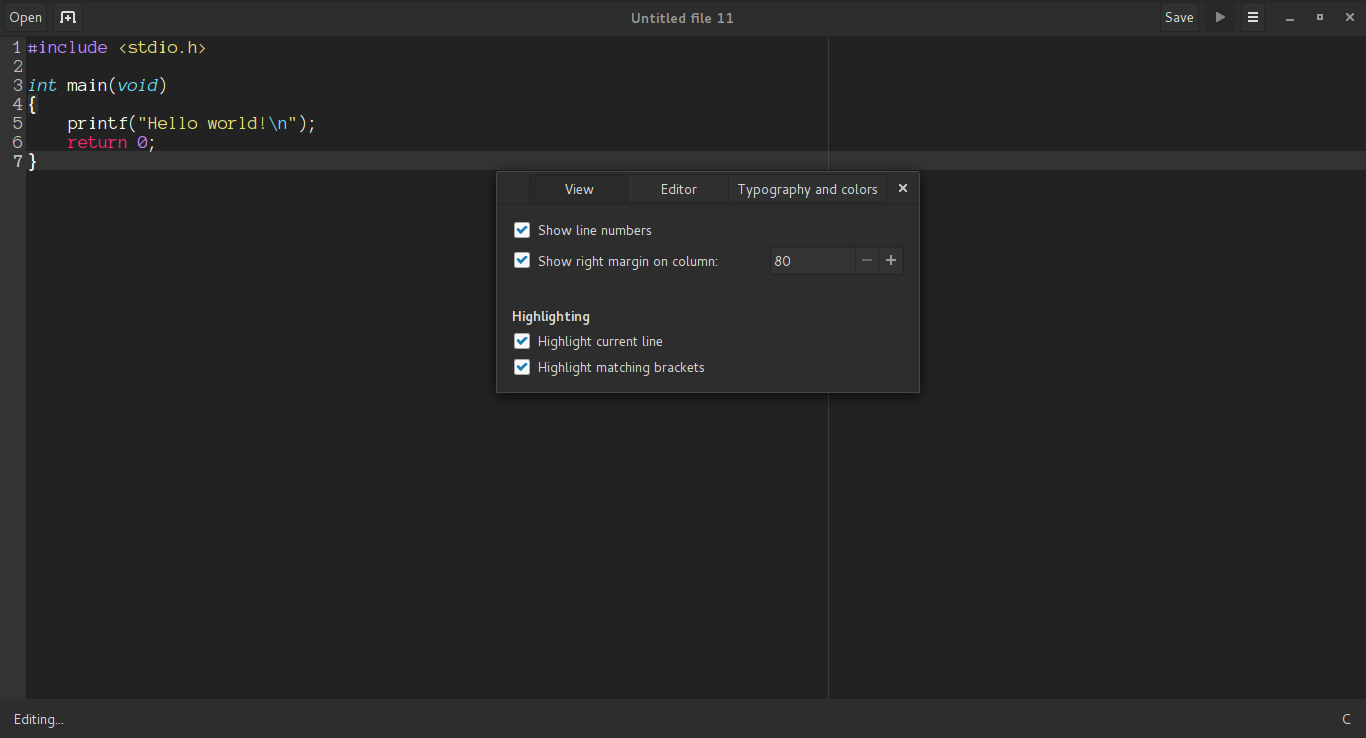 Open Untitled file 11 Save
1 #include <stdio.h>
2
3 int main(void)
4 {
5     printf("Hello world!\n");
6     return 0;
7 }
View Editor Typography and colors
Show line numbers
Show right margin on column: 80
Highlighting
Highlight current line
Highlight matching brackets
Editing... C